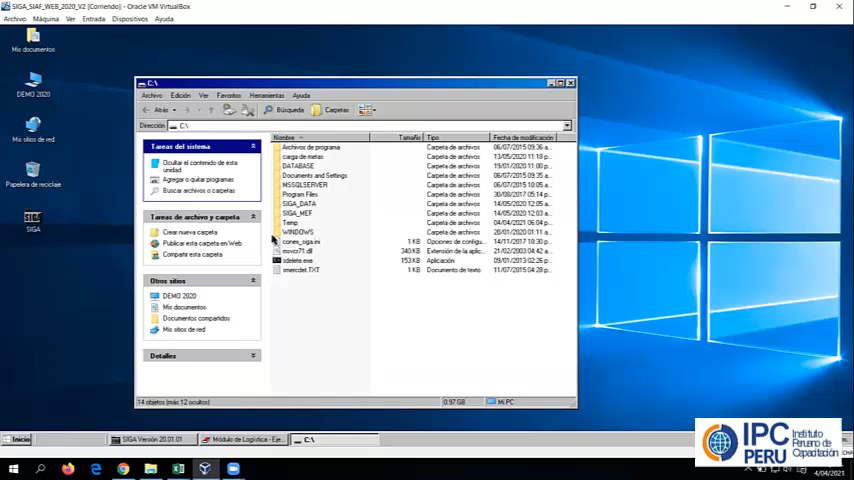 SIGA_SIAF_WEB_2020_V2 [Corriendo] - Oracle VM VirtualBox
Archivo Máquina Ver Entrada Dispositivos Ayuda
Mis documentos
DEMO 2020
Mis sitios de red
Papelera de reciclaje
SIGA
C:\
Archivo Edición Ver Favoritos Herramientas Ayuda
Atrás Búsqueda Carpetas
Dirección C:\
Tareas del sistema
Ocultar el contenido de esta
unidad
Agregar o quitar programas
Buscar archivos o carpetas
Tareas de archivo y carpeta
Crear nueva carpeta
Publicar esta carpeta en Web
Compartir esta carpeta
Otros sitios
DEMO 2020
Mis documentos
Documentos compartidos
Mis sitios de red
Detalles
Nombre Tamaño Tipo Fecha de modificación
Archivos de programa Carpeta de archivos 06/07/2015 09:36 a...
carga de metas Carpeta de archivos 13/05/2020 11:18 p...
DATABASE Carpeta de archivos 19/01/2020 11:00 p...
Documents and Settings Carpeta de archivos 06/07/2015 09:35 a...
MSSQLSERVER Carpeta de archivos 06/07/2015 10:05 a...
Program Files Carpeta de archivos 30/08/2017 05:14 p...
SIGA_DATA Carpeta de archivos 14/05/2020 12:05 a...
SIGA_MEF Carpeta de archivos 14/05/2020 12:03 a...
Temp Carpeta de archivos 04/04/2021 06:04 p...
WINDOWS Carpeta de archivos 20/01/2020 01:11 a...
conex_siga.ini 1 KB Opciones de configu... 14/11/2017 10:30 p...
msvcr71.dll 340 KB Extensión de la aplic... 21/02/2003 04:42 a...
sdelete.exe 153 KB Aplicación 09/01/2013 02:26 p...
smercdet.TXT 1 KB Documento de texto 11/07/2015 04:28 p...
14 objetos (más 12 ocultos) 0.97 GB Mi PC
Inicio SIGA Versión 20.01.01 Módulo de Logística - Eje... C:\
IPC
PERU
Instituto
Peruano de
Capacitación
4/04/2021